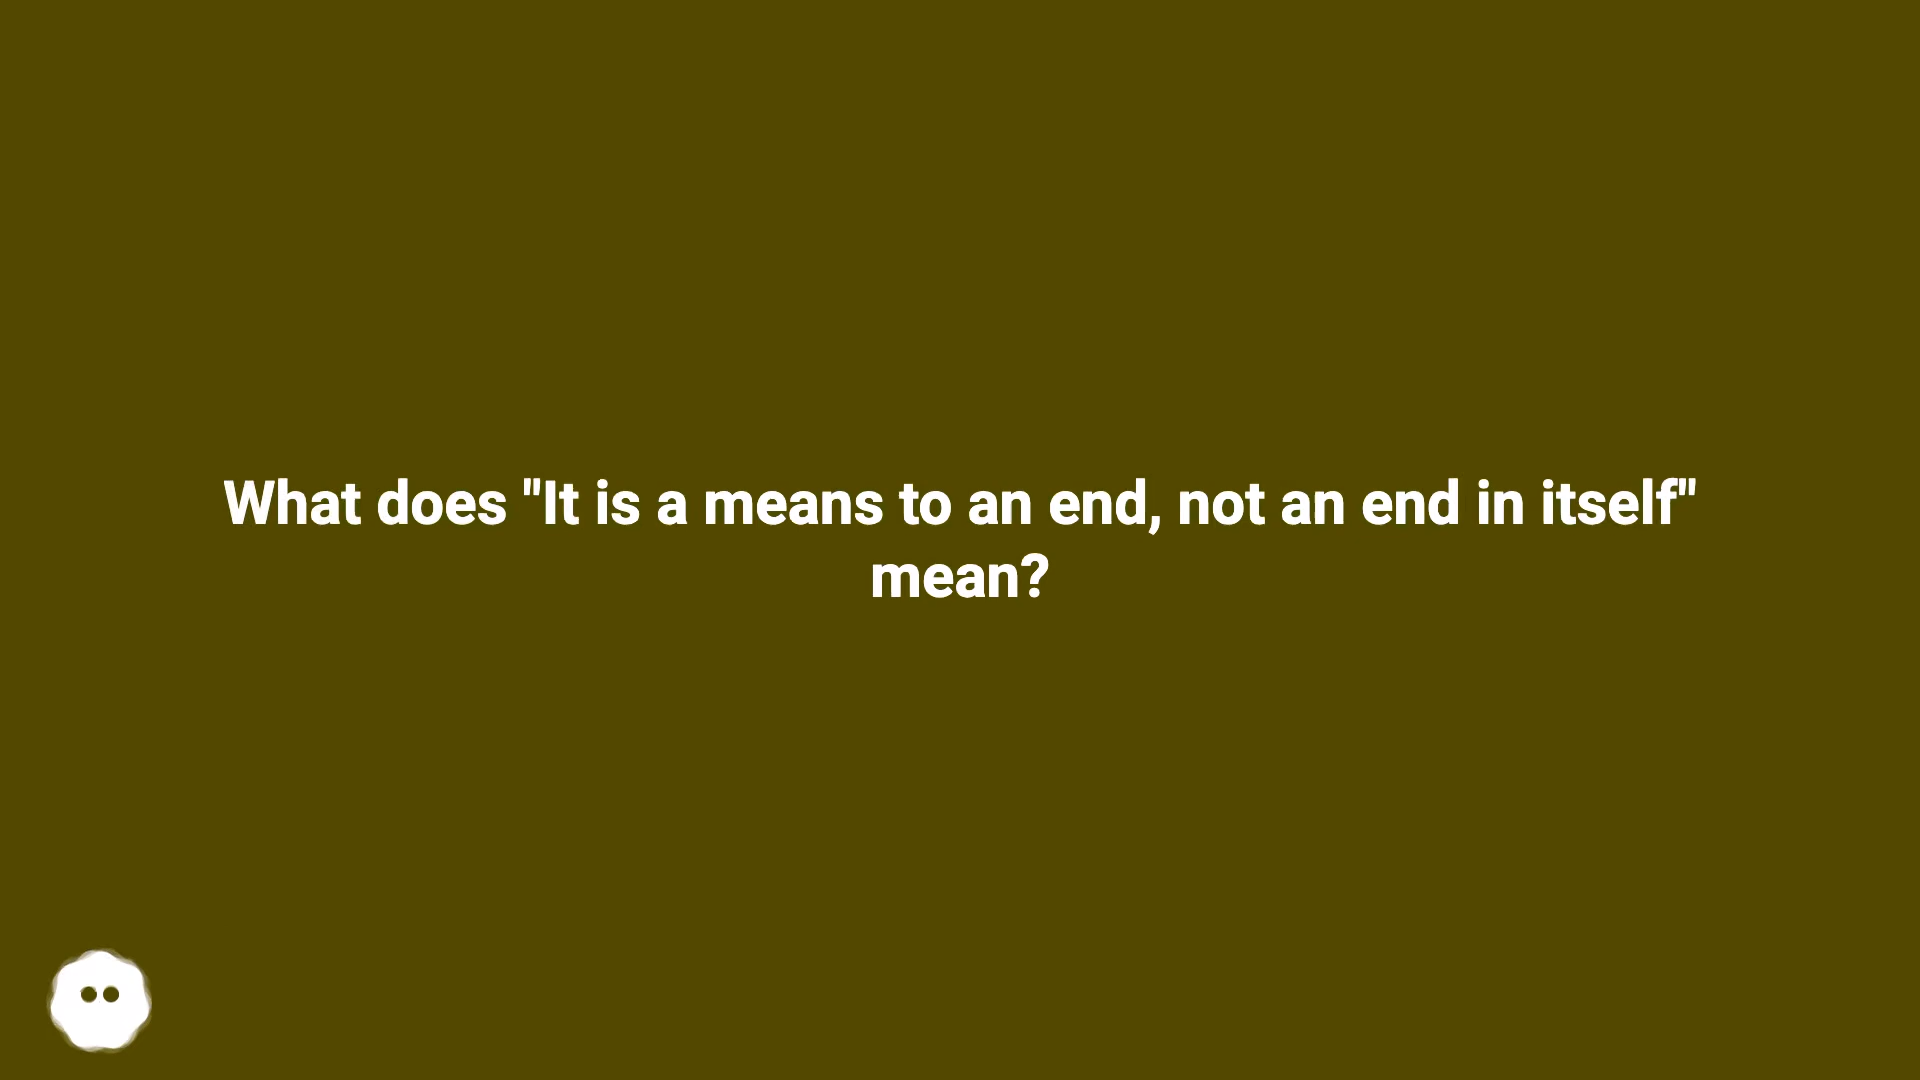 What does "It is a means to an end, not an end in itself"
mean?